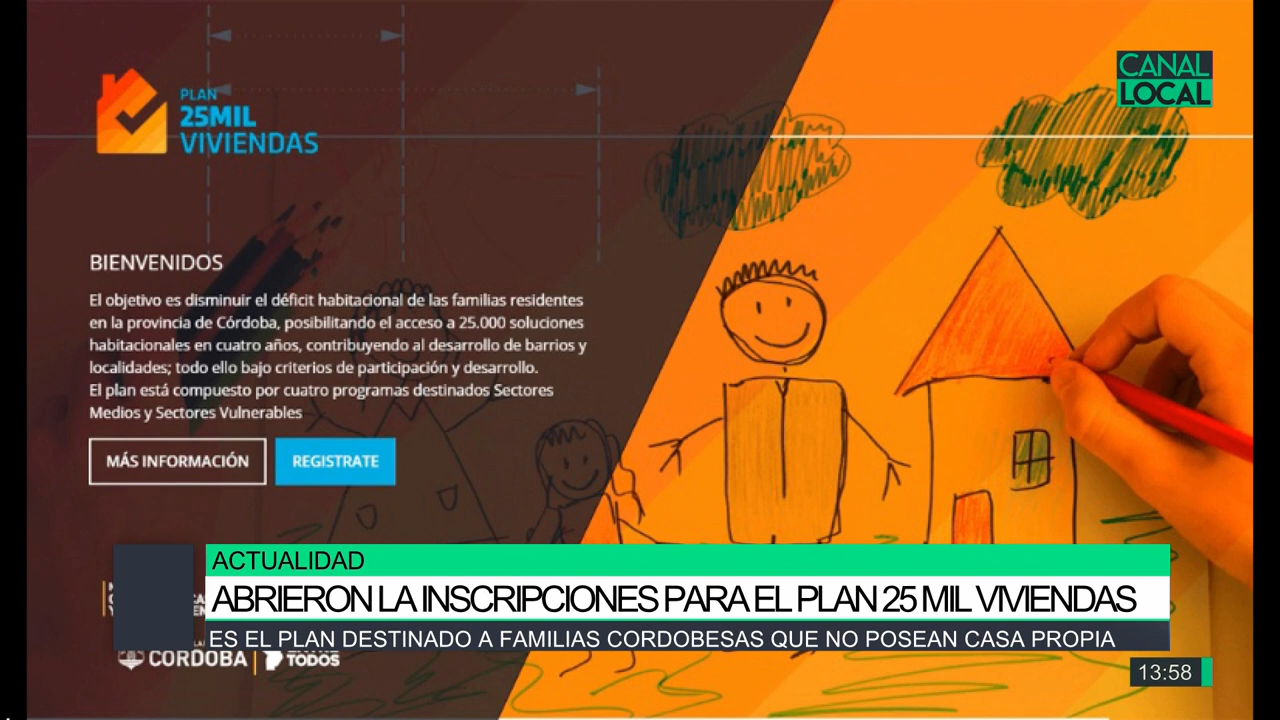 PLAN
25MIL
VIVIENDAS
CANAL
LOCAL
BIENVENIDOS
El objetivo es disminuir el déficit habitacional de las familias residentes
en la provincia de Córdoba, posibilitando el acceso a 25.000 soluciones
habitacionales en cuatro años, contribuyendo al desarrollo de barrios y
localidades; todo ello bajo criterios de participación y desarrollo.
El plan está compuesto por cuatro programas destinados Sectores
Medios y Sectores Vulnerables
MÁS INFORMACIÓN
REGISTRATE
ACTUALIDAD
ABRIERON LA INSCRIPCIONES PARA EL PLAN 25 MIL VIVIENDAS
ES EL PLAN DESTINADO A FAMILIAS CORDOBESAS QUE NO POSEAN CASA PROPIA
CÓRDOBA
TODOS
13:58